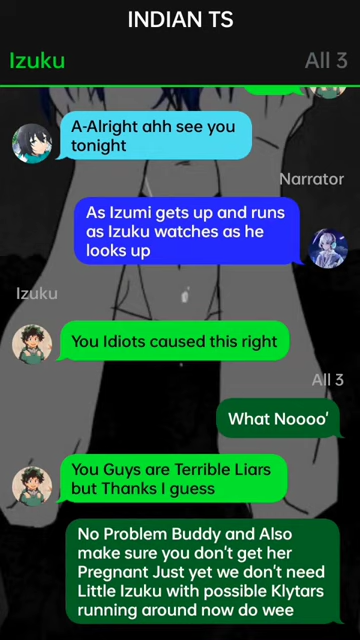 INDIAN TS
Izuku
All 3
A-Alright ahh see you
tonight
Narrator
As Izumi gets up and runs
as Izuku watches as he
looks up
Izuku
You Idiots caused this right
All 3
What Noooo'
You Guys are Terrible Liars
but Thanks I guess
No Problem Buddy and Also
make sure you don't get her
Pregnant Just yet we don't need
Little Izuku with possible Klytars
running around now do wee